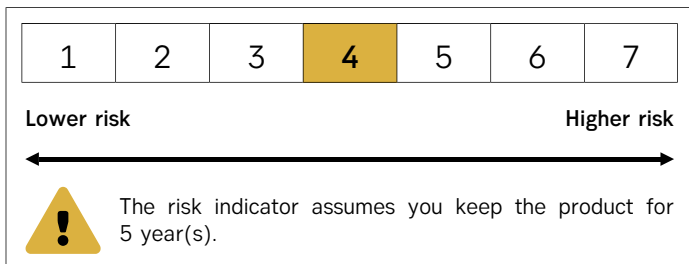 1 2 3 4 5 6 7
Lower risk Higher risk
The risk indicator assumes you keep the product for
5 year(s).